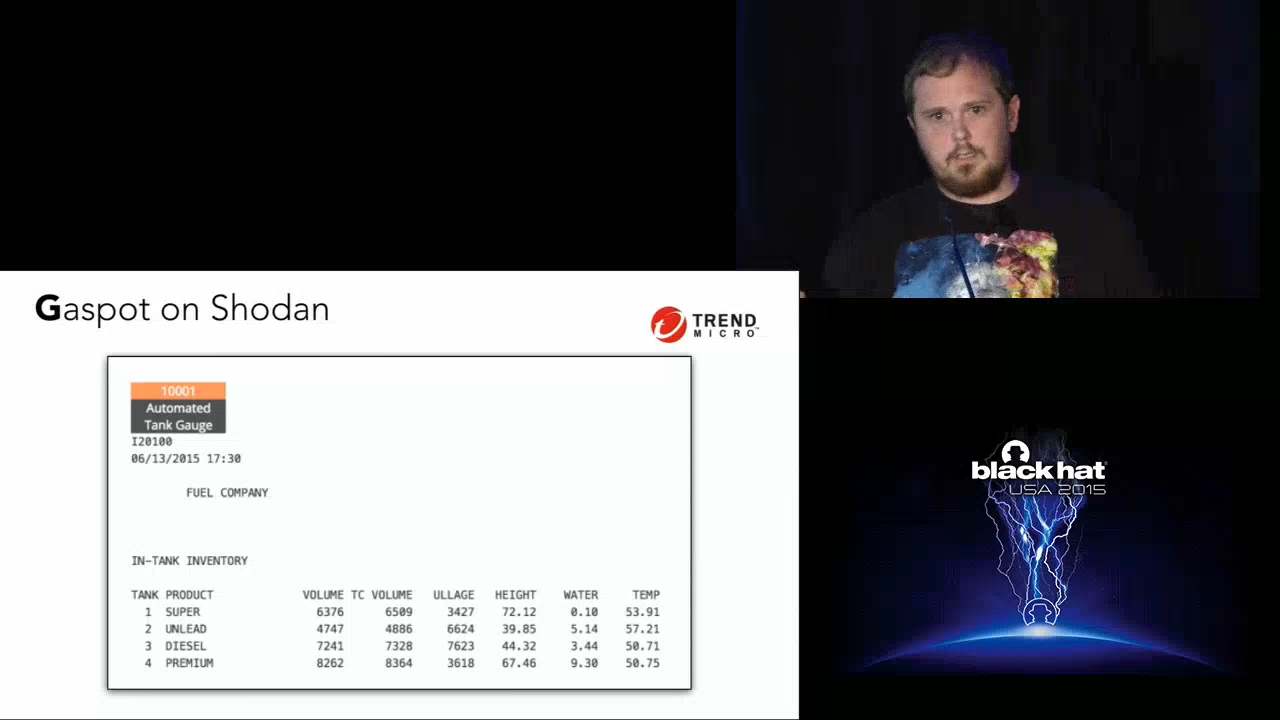 Gaspot on Shodan
TREND
MICRO™
10001
Automated
Tank Gauge
I20100
06/13/2015 17:30
FUEL COMPANY
IN-TANK INVENTORY
TANK PRODUCT VOLUME TC VOLUME ULLAGE HEIGHT WATER TEMP
1 SUPER 6376 6509 3427 72.12 0.10 53.91
2 UNLEAD 4747 4886 6624 39.85 5.14 57.21
3 DIESEL 7241 7328 7623 44.32 3.44 50.71
4 PREMIUM 8262 8364 3618 67.46 9.30 50.75
black hat
USA 2015